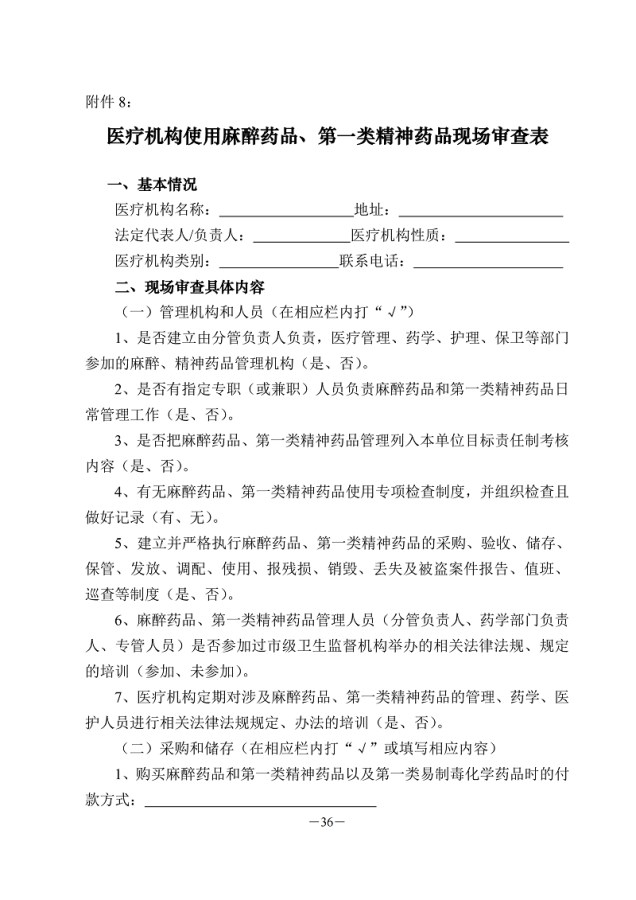 附件 8：
医疗机构使用麻醉药品、第一类精神药品现场审查表
一、基本情况
医疗机构名称：__________________地址：______________________
法定代表人/负责人：_____________医疗机构性质：_______________
医疗机构类别：________________联系电话：____________________
二、现场审查具体内容
（一）管理机构和人员（在相应栏内打“√”）
1、是否建立由分管负责人负责，医疗管理、药学、护理、保卫等部门
参加的麻醉、精神药品管理机构（是、否）。
2、是否有指定专职（或兼职）人员负责麻醉药品和第一类精神药品日
常管理工作（是、否）。
3、是否把麻醉药品、第一类精神药品管理列入本单位目标责任制考核
内容（是、否）。
4、有无麻醉药品、第一类精神药品使用专项检查制度，并组织检查且
做好记录（有、无）。
5、建立并严格执行麻醉药品、第一类精神药品的采购、验收、储存、
保管、发放、调配、使用、报残损、销毁、丢失及被盗案件报告、值班、
巡查等制度（是、否）。
6、麻醉药品、第一类精神药品管理人员（分管负责人、药学部门负责
人、专管人员）是否参加过市级卫生监督机构举办的相关法律法规、规定
的培训（参加、未参加）。
7、医疗机构定期对涉及麻醉药品、第一类精神药品的管理、药学、医
护人员进行相关法律法规规定、办法的培训（是、否）。
（二）采购和储存（在相应栏内打“√”或填写相应内容）
1、购买麻醉药品和第一类精神药品以及第一类易制毒化学药品时的付
款方式：_______________________________
－36－